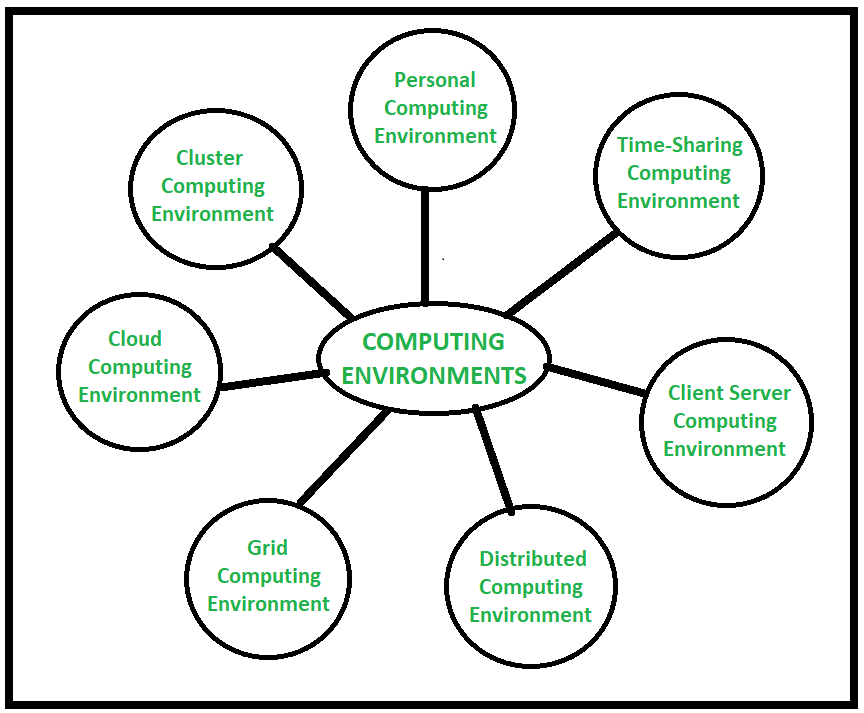 Personal
Computing
Environment
Time-Sharing
Computing
Environment
Cluster
Computing
Environment
Cloud
Computing
Environment
COMPUTING
ENVIRONMENTS
Client Server
Computing
Environment
Grid
Computing
Environment
Distributed
Computing
Environment